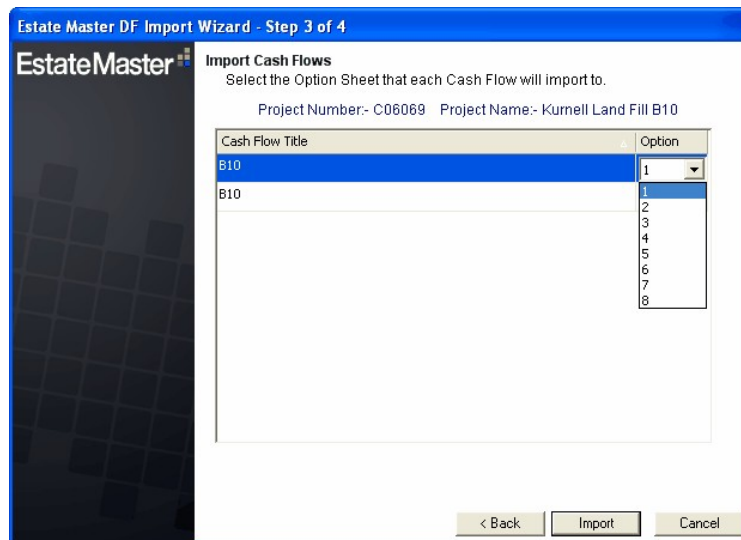 Estate Master DF Import Wizard - Step 3 of 4
EstateMaster
Import Cash Flows
Select the Option Sheet that each Cash Flow will import to.
Project Number:- C06069 Project Name:- Kurnell Land Fill B10
Cash Flow Title Option
B10 1
B10
1
2
3
4
5
6
7
8
< Back Import Cancel